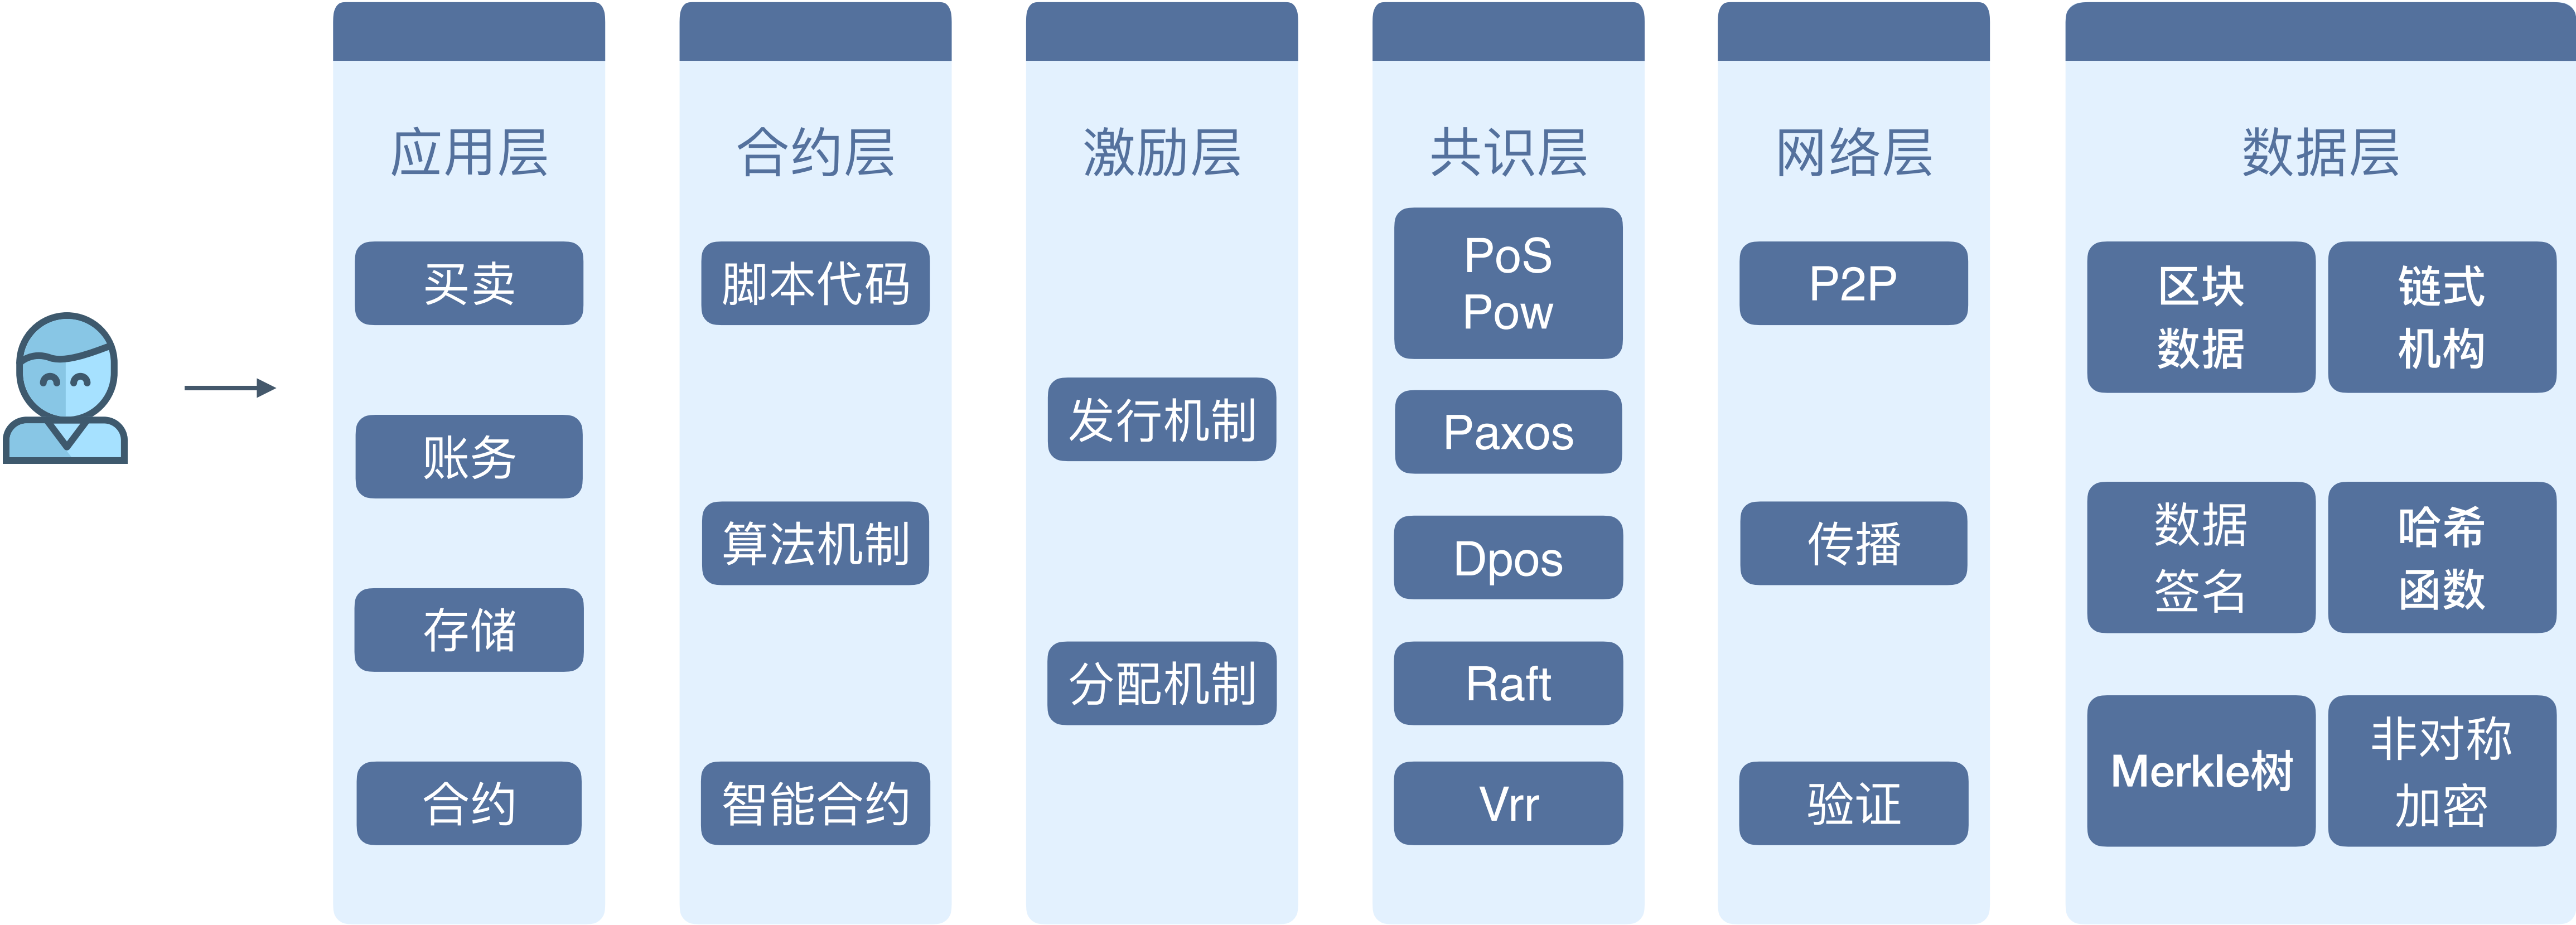 应用层
买卖
账务
存储
合约
合约层
脚本代码
算法机制
智能合约
激励层
发行机制
分配机制
共识层
PoS
Pow
Paxos
Dpos
Raft
Vrr
网络层
P2P
传播
验证
数据层
区块
数据
链式
机构
数据
签名
哈希
函数
Merkle树
非对称
加密